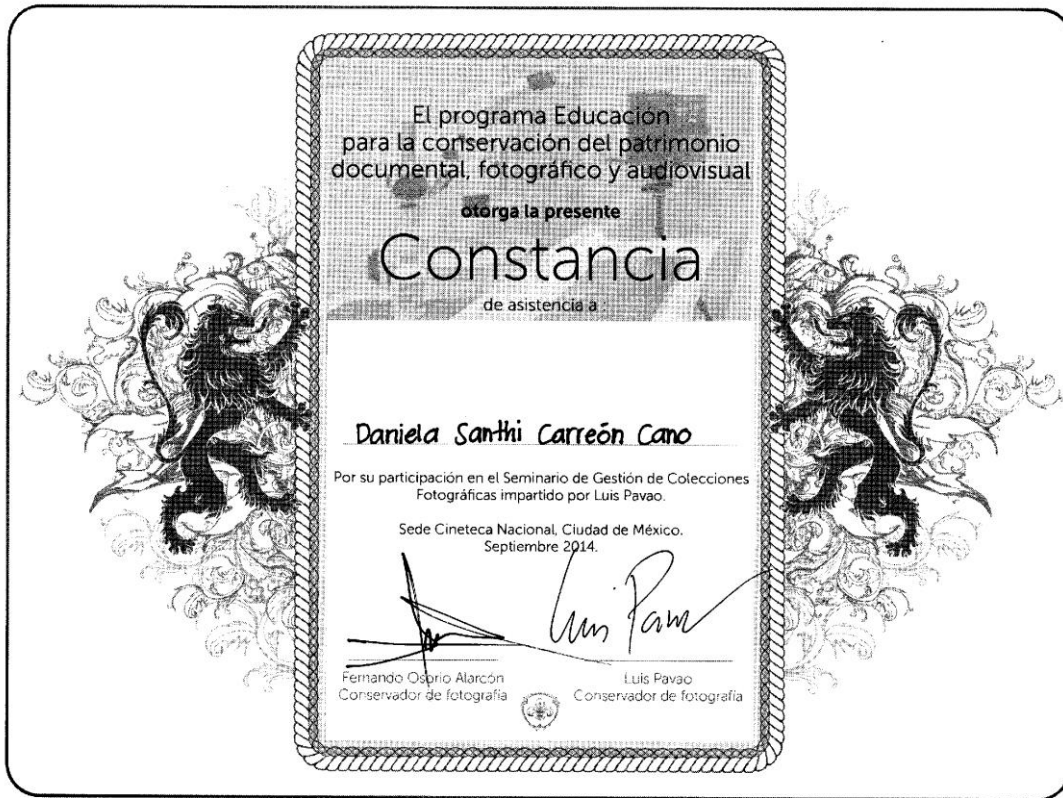 El programa Educación
para la conservación del patrimonio
documental, fotográfico y audiovisual
otorga la presente
Constancia
de asistencia a :
Daniela Santhi Carreón Cano
Por su participación en el Seminario de Gestión de Colecciones
Fotográficas impartido por Luis Pavao.
Sede Cineteca Nacional, Ciudad de México.
Septiembre 2014.
Luis Pavao
Fernando Osorio Alarcón
Conservador de fotografía
Luis Pavao
Conservador de fotografía